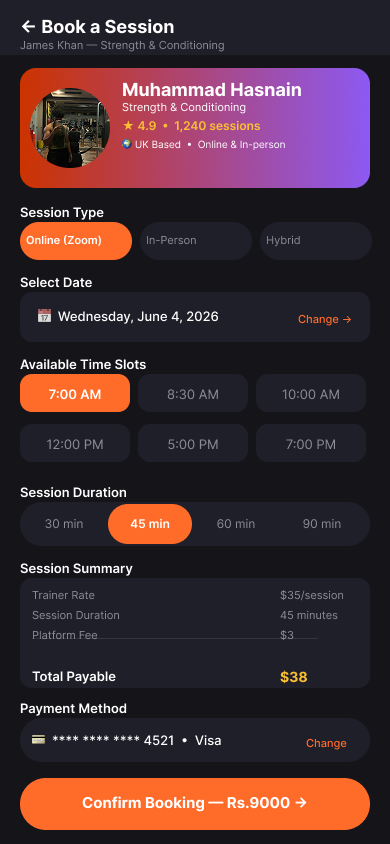 ← Book a Session
James Khan — Strength & Conditioning
Muhammad Hasnain
Strength & Conditioning
★ 4.9 • 1,240 sessions
🌍 UK Based • Online & In-person
Session Type
Online (Zoom) In-Person Hybrid
Select Date
📅 Wednesday, June 4, 2026 Change →
Available Time Slots
7:00 AM 8:30 AM 10:00 AM
12:00 PM 5:00 PM 7:00 PM
Session Duration
30 min 45 min 60 min 90 min
Session Summary
Trainer Rate $35/session
Session Duration 45 minutes
Platform Fee $3
Total Payable $38
Payment Method
💳 **** **** **** 4521 • Visa Change
Confirm Booking — Rs.9000 →